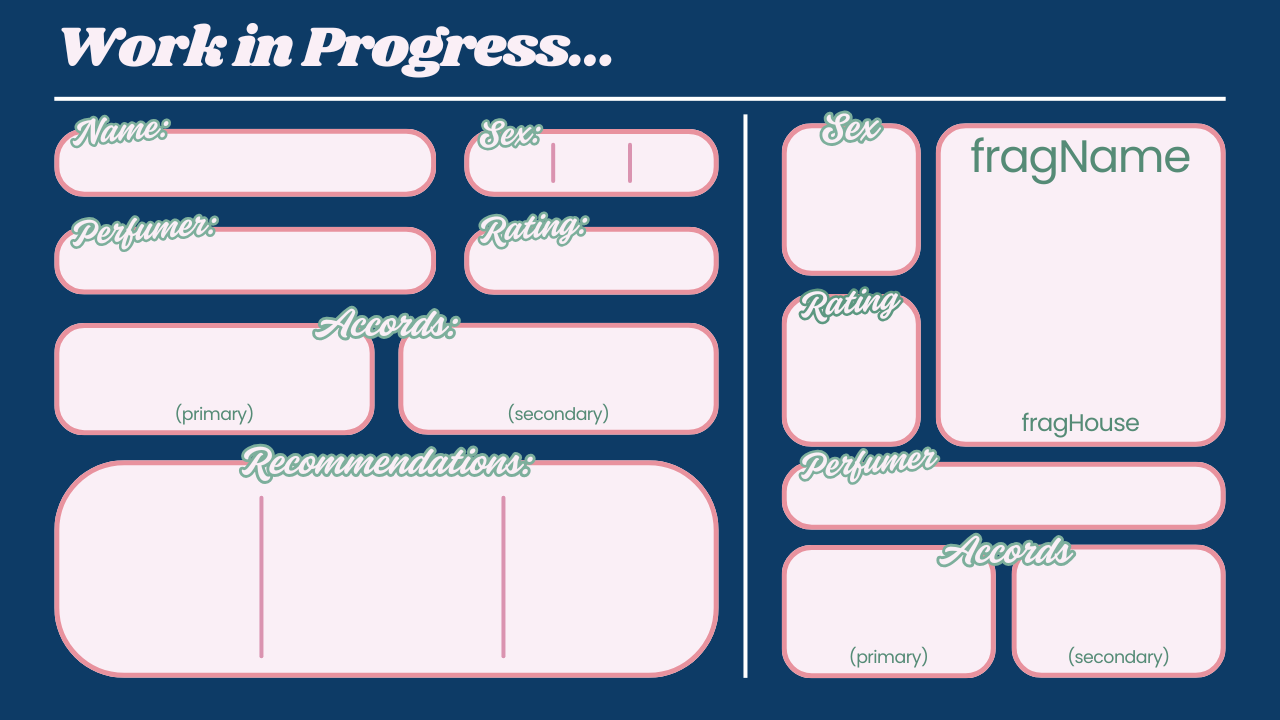 Work in Progress...
Name:
Sex:
Perfumer:
Rating:
Accords:
(primary)
(secondary)
Recommendations:
Sex
fragName
Rating
fragHouse
Perfumer
Accords
(primary)
(secondary)